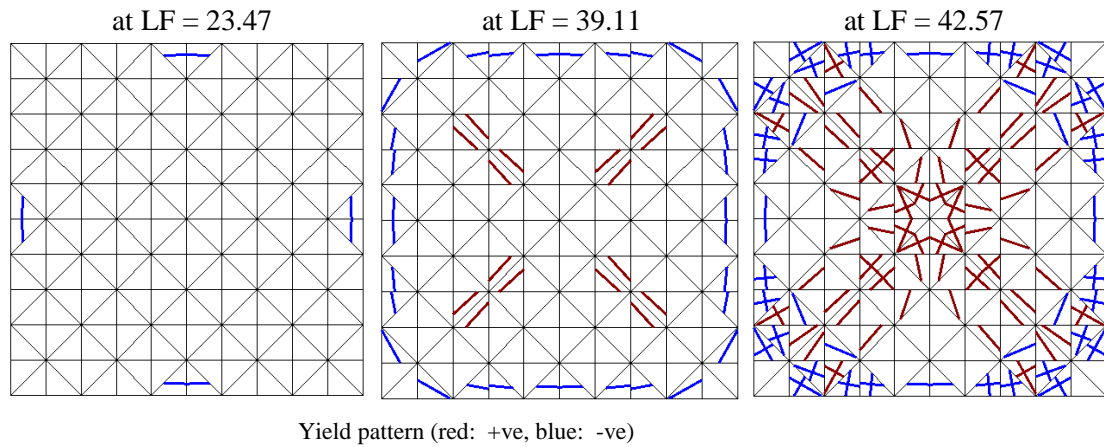 at LF = 23.47
at LF = 39.11
at LF = 42.57
Yield pattern (red:  +ve, blue:  -ve)